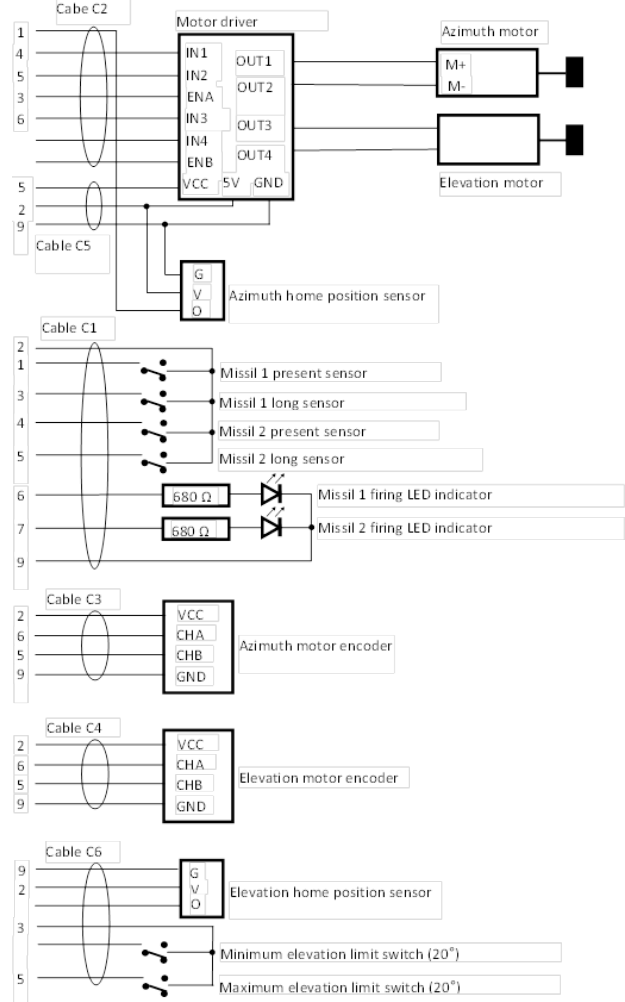 Cabe C2
1
Motor driver
Azimuth motor
4
IN1
OUT1
M+
5
IN2
OUT2
M-
3
ENA
6
IN3
OUT3
IN4
OUT4
ENB
5
VCC
5V
GND
Elevation motor
2
9
Cable C5
G
V
Azimuth home position sensor
O
Cable C1
2
1
Missil 1 present sensor
3
Missil 1 long sensor
4
Missil 2 present sensor
5
Missil 2 long sensor
6
680 Ω
Missil 1 firing LED indicator
7
680 Ω
Missil 2 firing LED indicator
9
Cable C3
2
VCC
6
CHA
5
CHB
Azimuth motor encoder
9
GND
Cable C4
2
VCC
6
CHA
5
CHB
Elevation motor encoder
9
GND
Cable C6
9
G
2
V
Elevation home position sensor
O
3
Minimum elevation limit switch (20°)
5
Maximum elevation limit switch (20°)